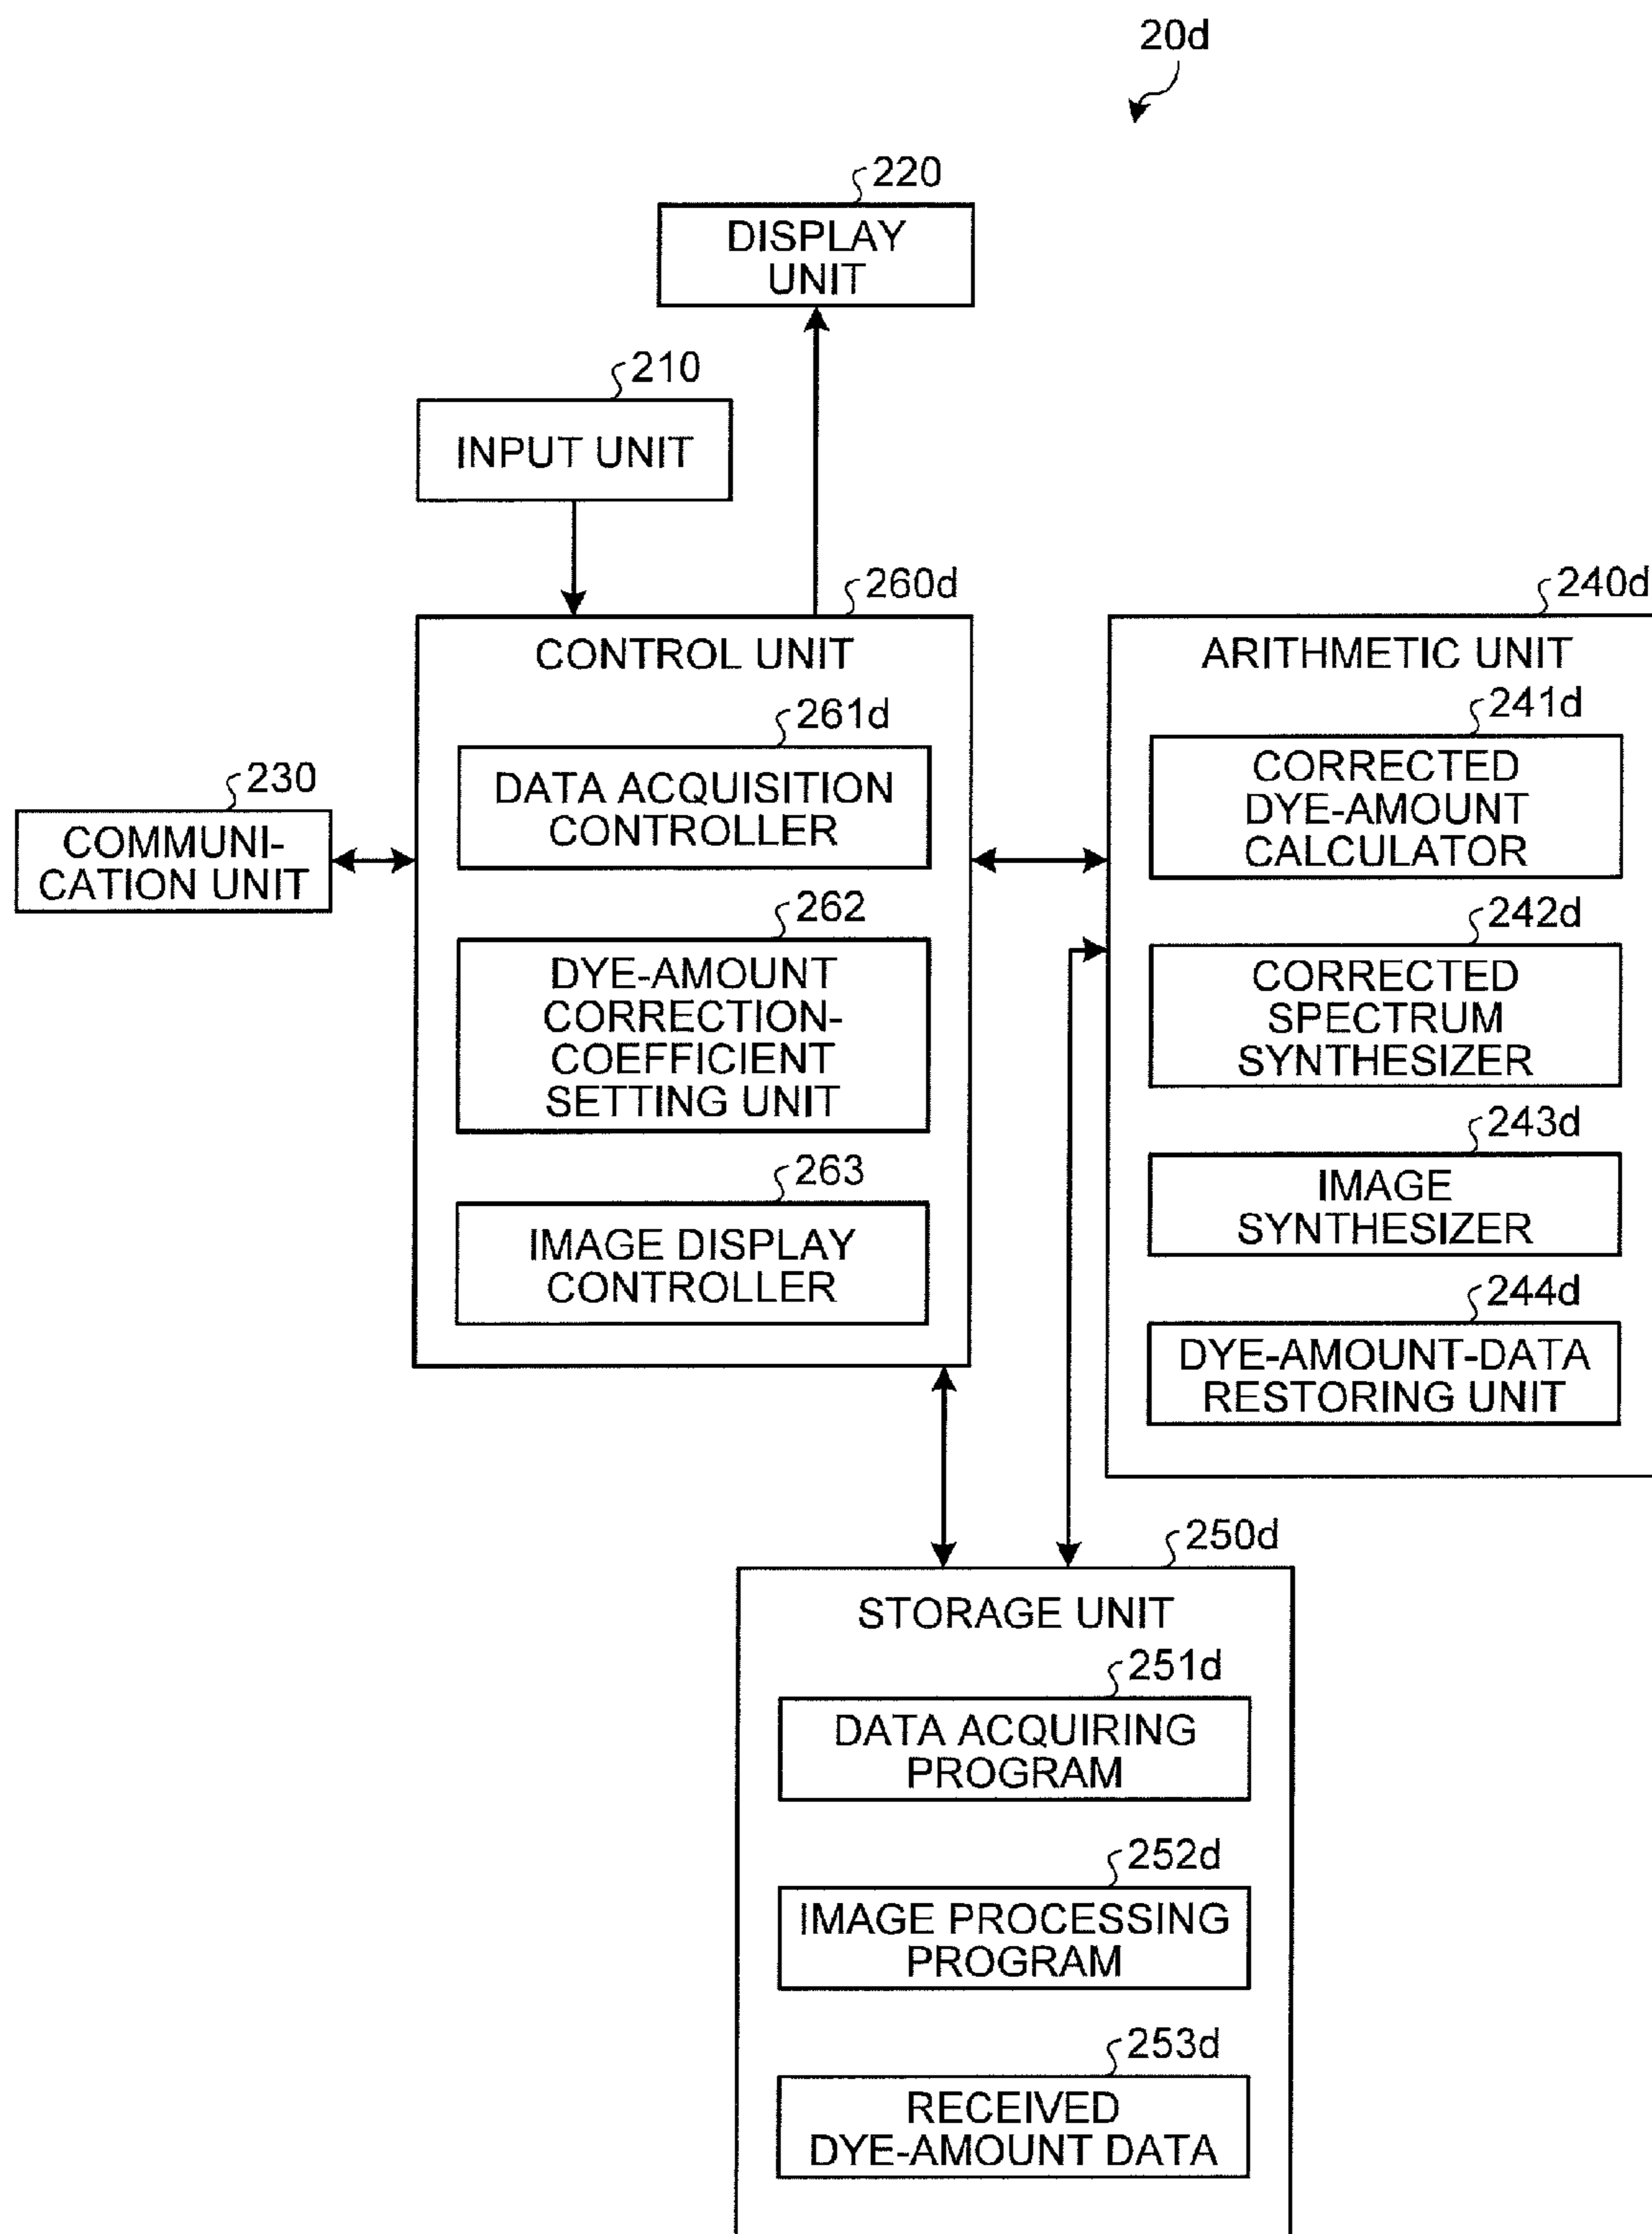 20d
220
DISPLAY
UNIT
210
INPUT UNIT
260d
CONTROL UNIT
261d
DATA ACQUISITION
CONTROLLER
262
DYE-AMOUNT
CORRECTION-
COEFFICIENT
SETTING UNIT
263
IMAGE DISPLAY
CONTROLLER
230
COMMUNI-
CATION UNIT
240d
ARITHMETIC UNIT
241d
CORRECTED
DYE-AMOUNT
CALCULATOR
242d
CORRECTED
SPECTRUM
SYNTHESIZER
243d
IMAGE
SYNTHESIZER
244d
DYE-AMOUNT-DATA
RESTORING UNIT
250d
STORAGE UNIT
251d
DATA ACQUIRING
PROGRAM
252d
IMAGE PROCESSING
PROGRAM
253d
RECEIVED
DYE-AMOUNT DATA